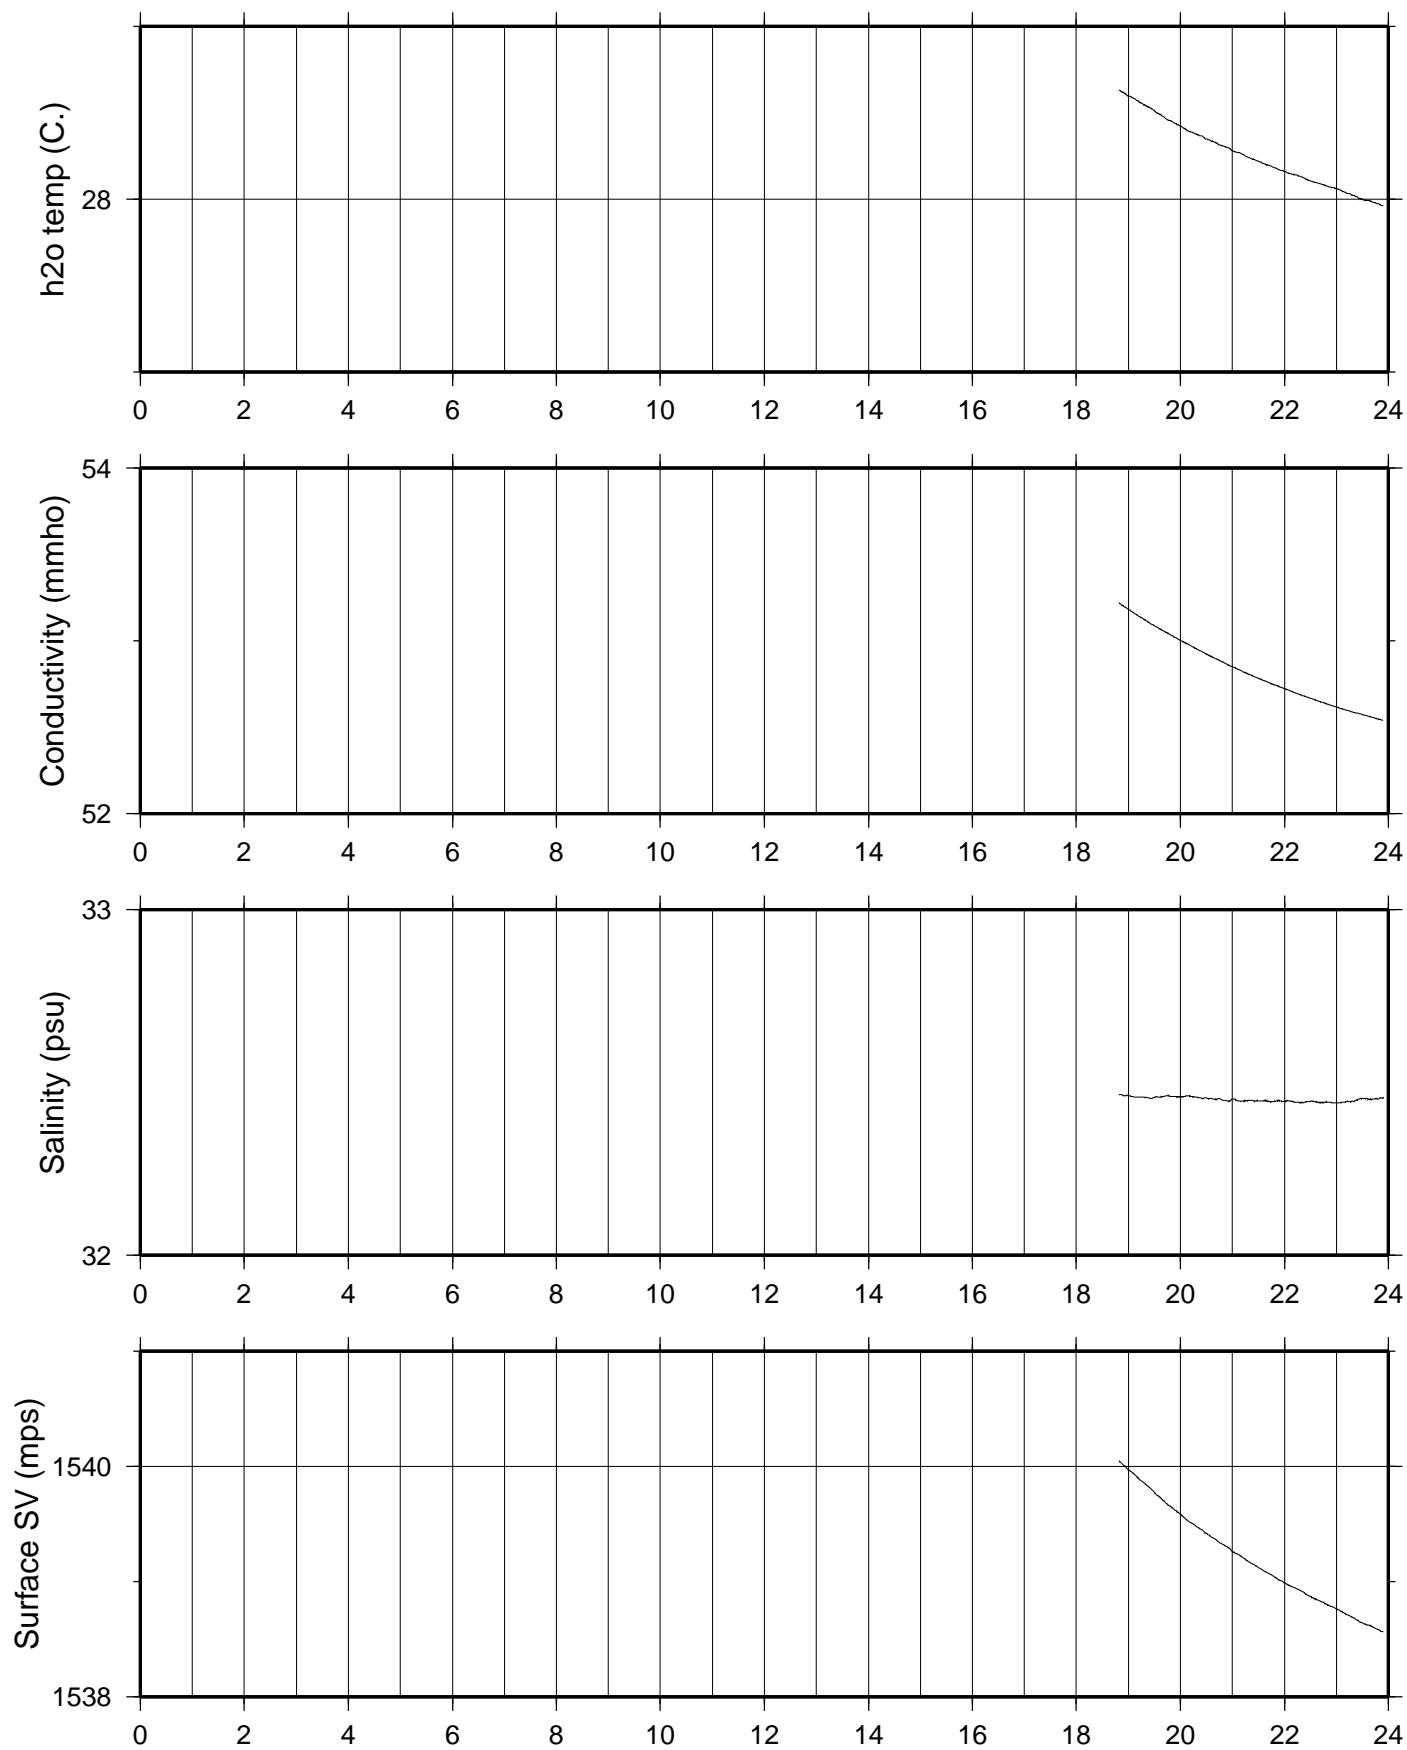 h2o temp (C.)
28
0 2 4 6 8 10 12 14 16 18 20 22 24
54
Conductivity (mmho)
52
0 2 4 6 8 10 12 14 16 18 20 22 24
33
Salinity (psu)
32
0 2 4 6 8 10 12 14 16 18 20 22 24
Surface SV (mps)
1540
1538
0 2 4 6 8 10 12 14 16 18 20 22 24